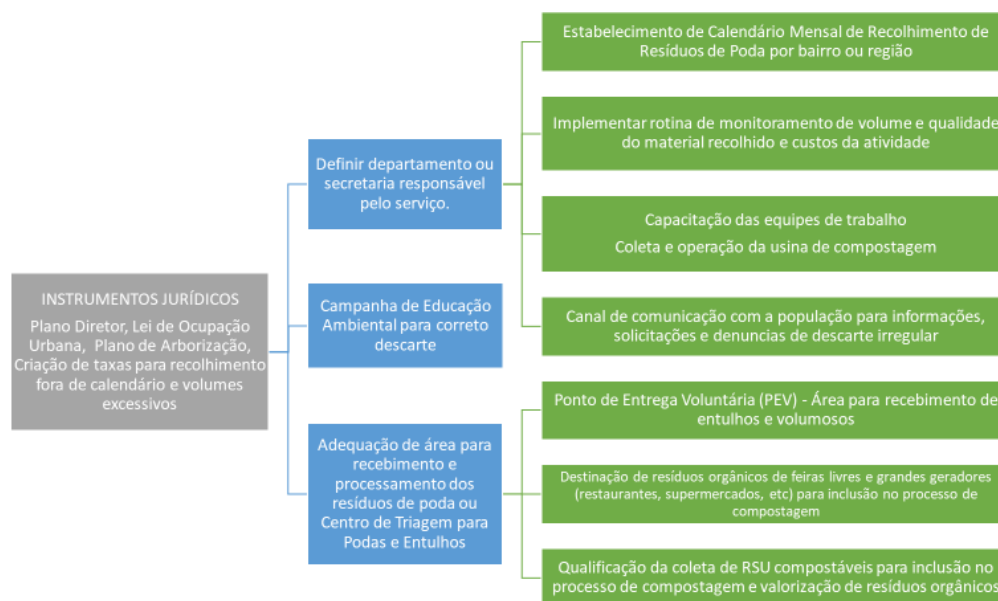 INSTRUMENTOS JURÍDICOS
Plano Diretor, Lei de Ocupação
Urbana, Plano de Arborização,
Criação de taxas para recolhimento
fora de calendário e volumes
excessivos
Definir departamento ou
secretaria responsável
pelo serviço.
Campanha de Educação
Ambiental para correto
descarte
Adequação de área para
recebimento e
processamento dos
resíduos de poda ou
Centro de Triagem para
Podas e Entulhos
Estabelecimento de Calendário Mensal de Recolhimento de
Resíduos de Poda por bairro ou região
Implementar rotina de monitoramento de volume e qualidade
do material recolhido e custos da atividade
Capacitação das equipes de trabalho
Coleta e operação da usina de compostagem
Canal de comunicação com a população para informações,
solicitações e denuncias de descarte irregular
Ponto de Entrega Voluntária (PEV) - Área para recebimento de
entulhos e volumosos
Destinação de resíduos orgânicos de feiras livres e grandes geradores
(restaurantes, supermercados, etc) para inclusão no processo de
compostagem
Qualificação da coleta de RSU compostáveis para inclusão no
processo de compostagem e valorização de resíduos orgânicos